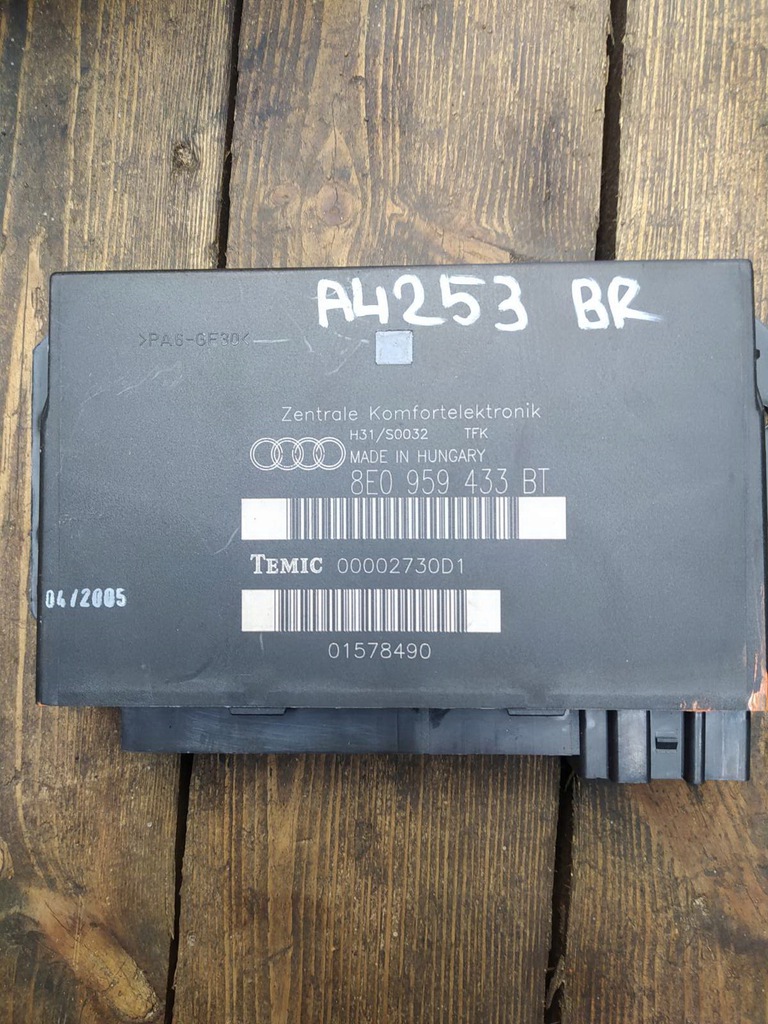 A4253 BR
>PA6-GF30<
Zentrale Komfortelektronik
H31/S0032 TFK
MADE IN HUNGARY
8E0 959 433 BT
TEMIC 00002730D1
04/2005
01578490